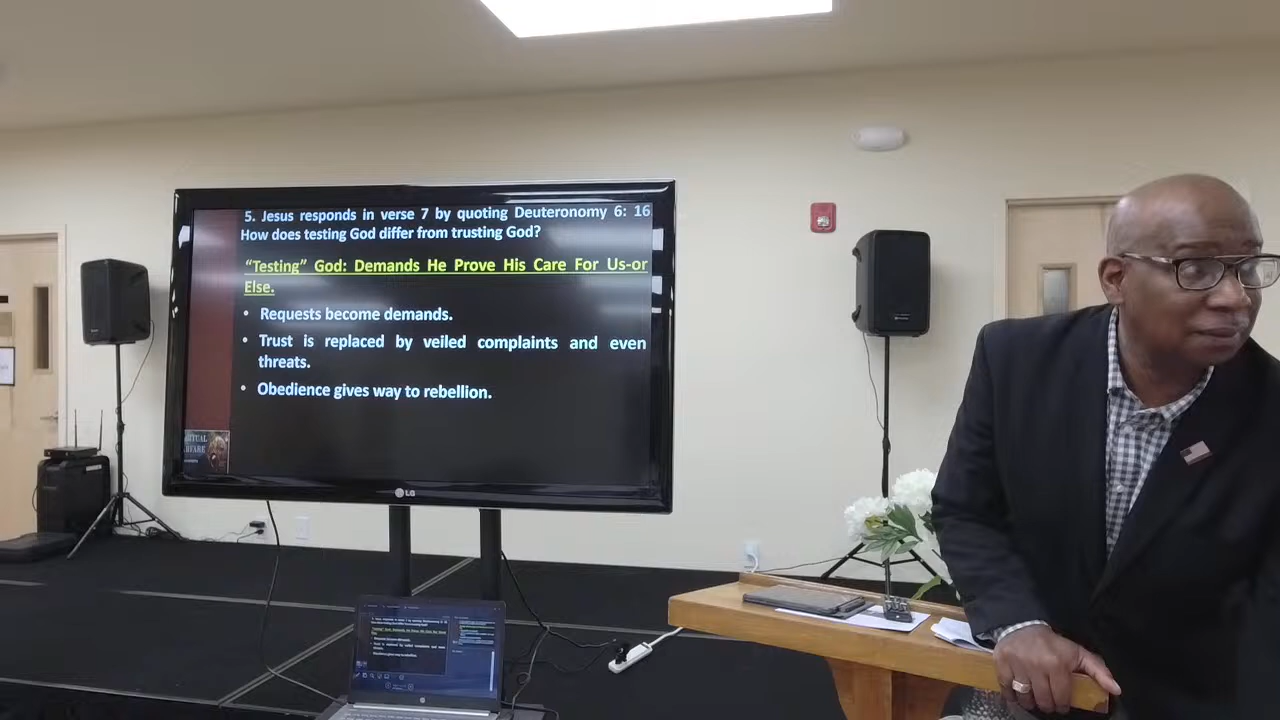 5. Jesus responds in verse 7 by quoting Deuteronomy 6: 16
How does testing God differ from trusting God?
"Testing" God: Demands He Prove His Care For Us-or
Else.
• Requests become demands.
• Trust is replaced by veiled complaints and even
threats.
• Obedience gives way to rebellion.
LG